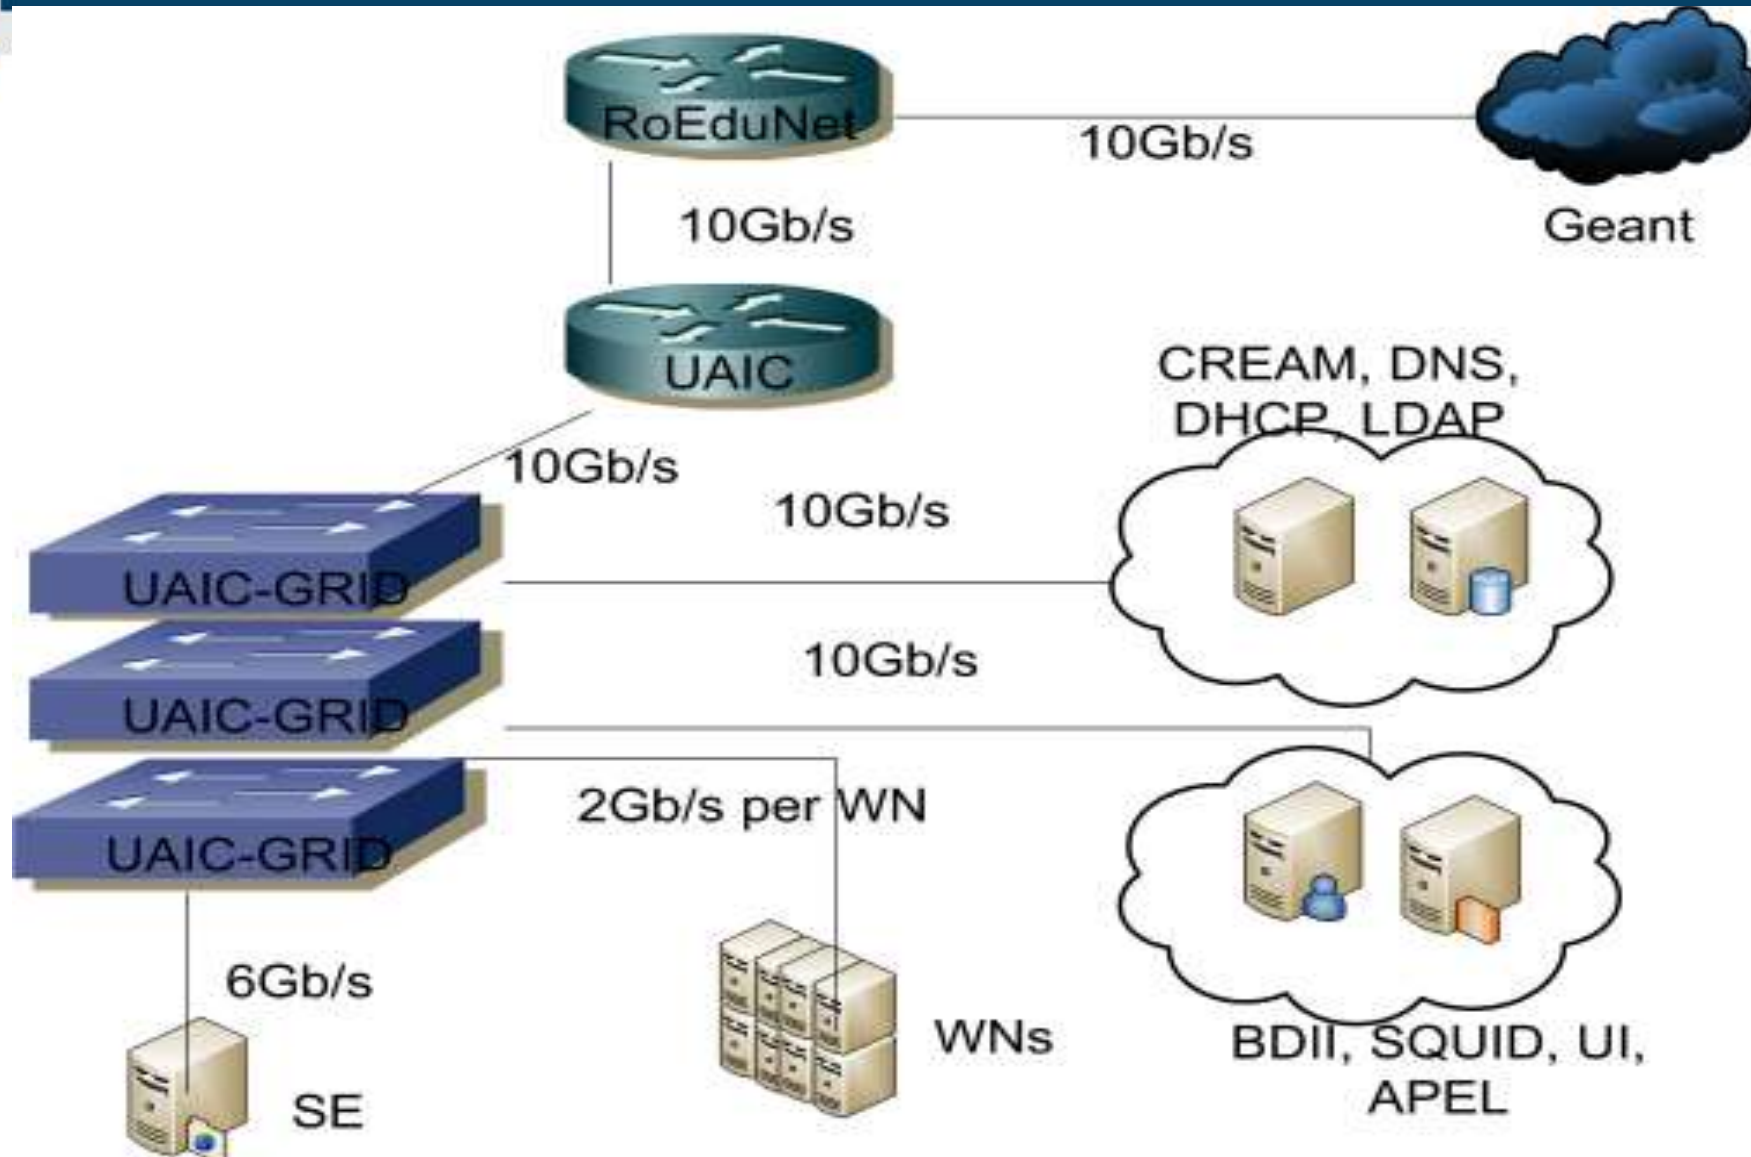 RoEduNet
10Gb/s
10Gb/s
Geant
UAIC
CREAM, DNS,
DHCP, LDAP
10Gb/s
10Gb/s
UAIC-GRID
10Gb/s
UAIC-GRID
2Gb/s per WN
UAIC-GRID
6Gb/s
WNs
BDII, SQUID, UI,
APEL
SE